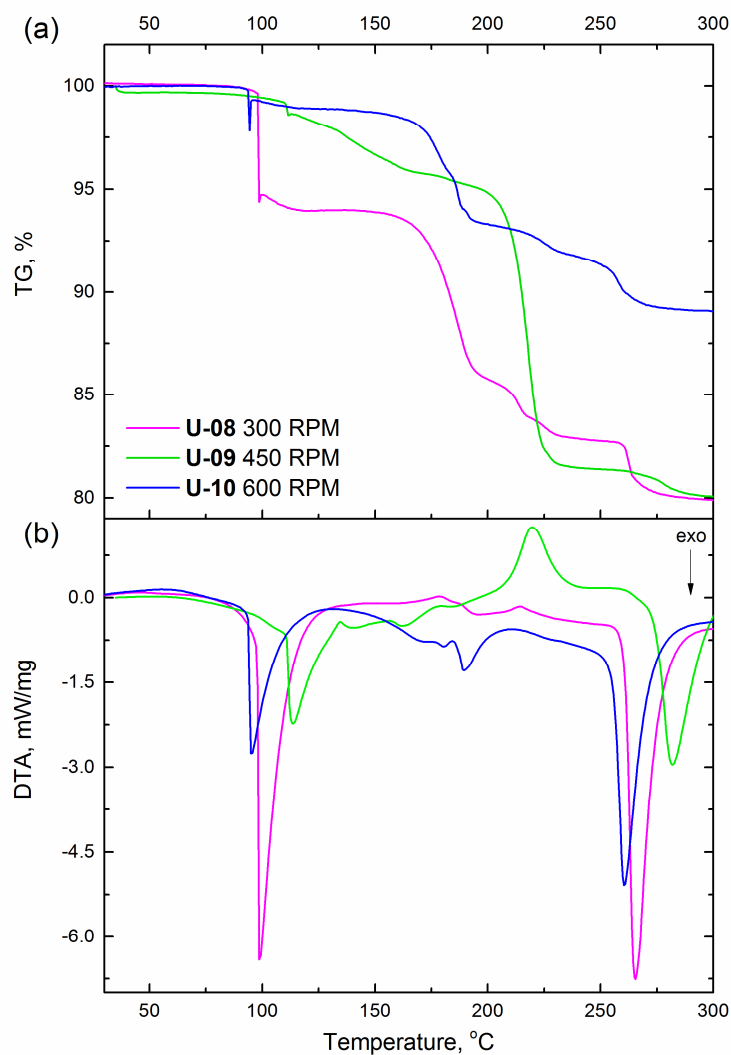 50 100 150 200 250 300
(a)
100
95
90
85
80
TG, %
U-08 300 RPM
U-09 450 RPM
U-10 600 RPM
(b)
exo
0.0
-1.5
-3.0
-4.5
-6.0
DTA, mW/mg
50 100 150 200 250 300
Temperature, °C